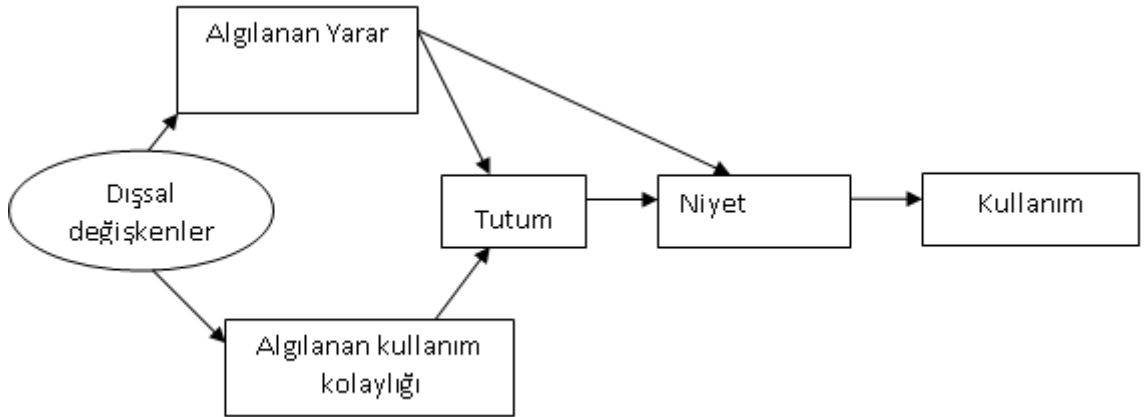 Algılanan Yarar
Dışsal
değişkenler
Tutum
Niyet
Kullanım
Algılanan kullanım
kolaylığı